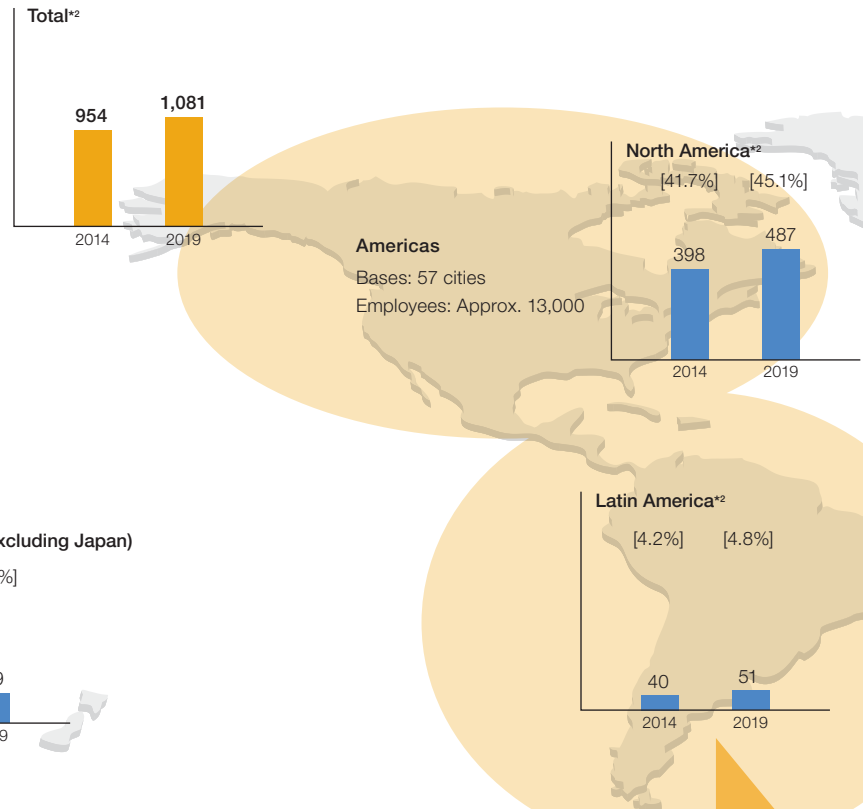 Total*2
954
1,081
2014
2019
North America*2
[41.7%]
[45.1%]
398
487
2014
2019
Americas
Bases: 57 cities
Employees: Approx. 13,000
Latin America*2
[4.2%]
[4.8%]
40
51
2014
2019
Japan)